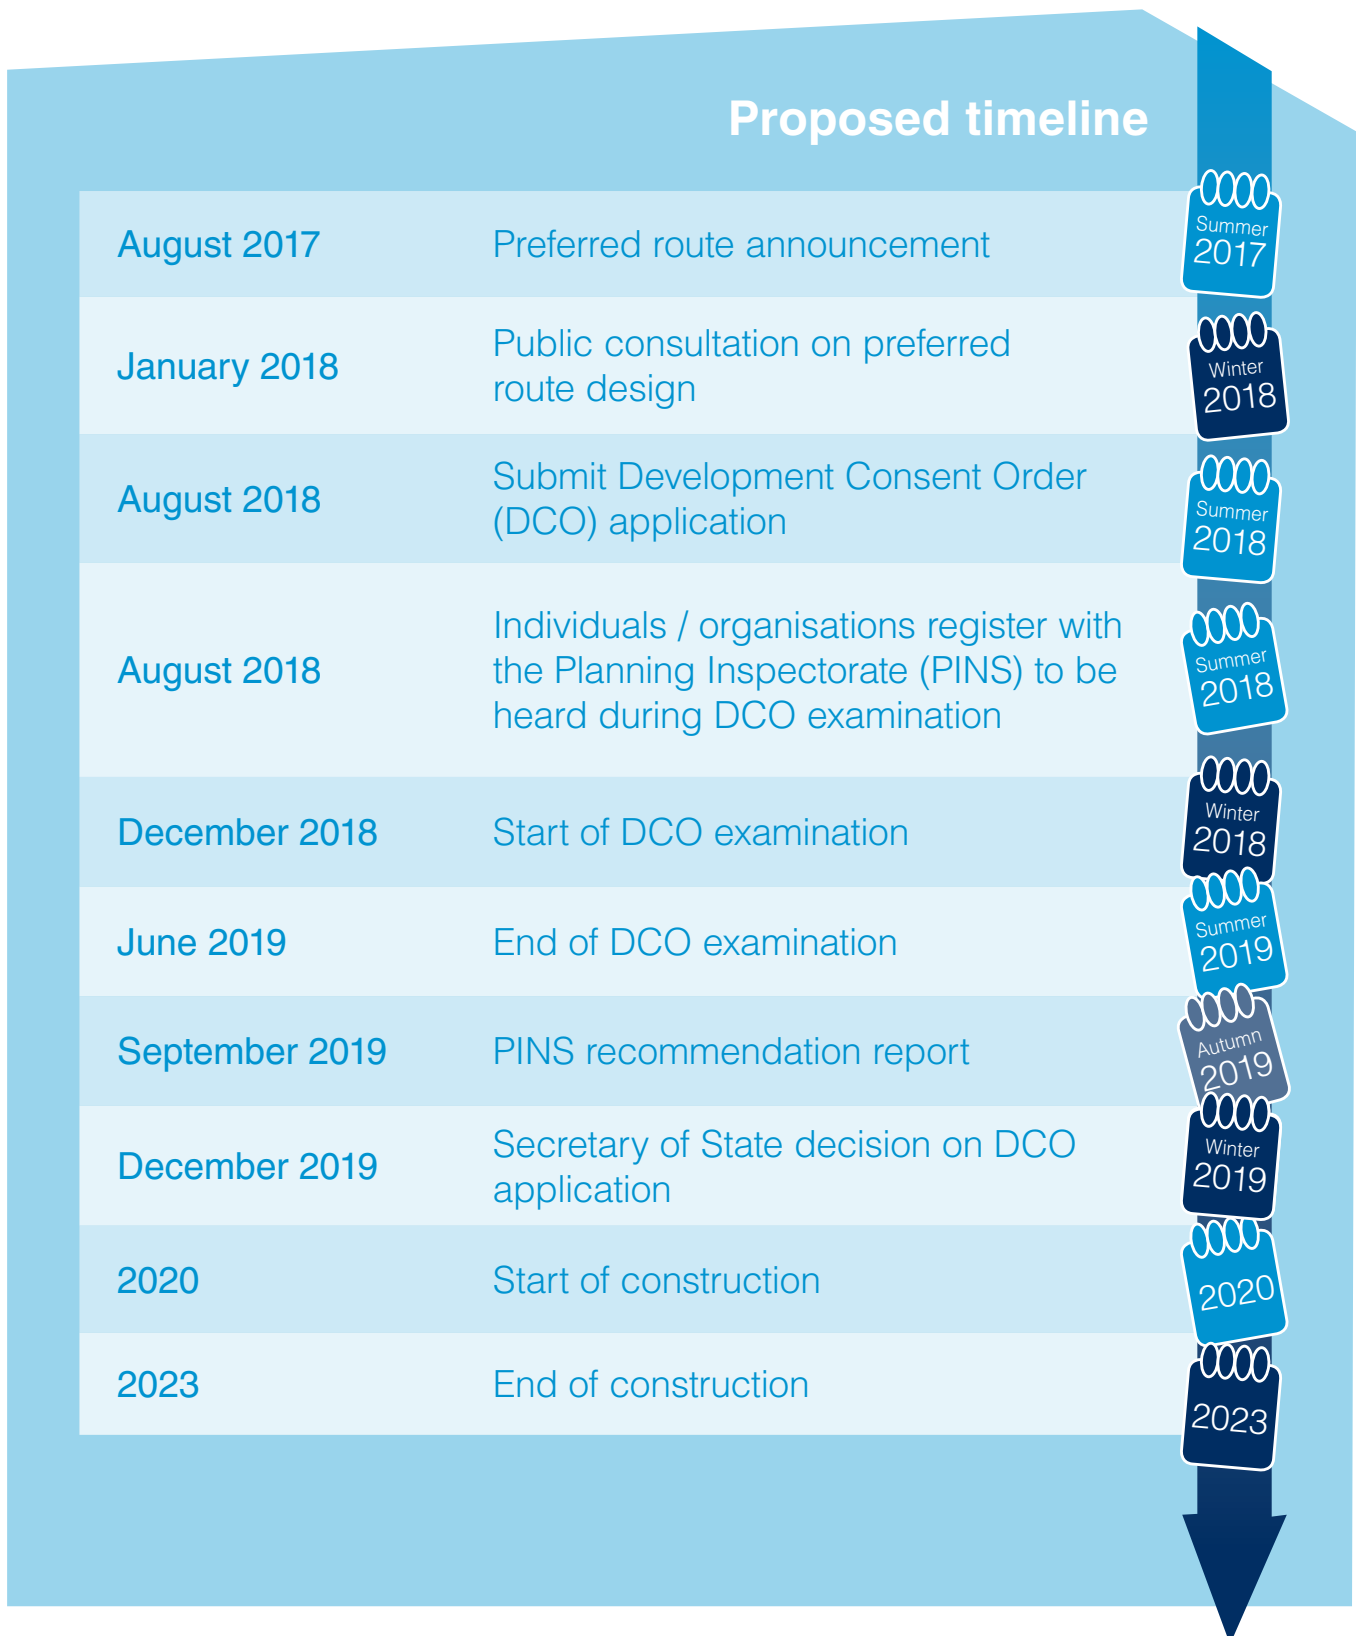 Proposed timeline
August 2017
Preferred route announcement
Summer
2017
January 2018
Public consultation on preferred
route design
Winter
2018
August 2018
Submit Development Consent Order
(DCO) application
Summer
2018
August 2018
Individuals / organisations register with
the Planning Inspectorate (PINS) to be
heard during DCO examination
Summer
2018
December 2018
Start of DCO examination
Winter
2018
June 2019
End of DCO examination
Summer
2019
September 2019
PINS recommendation report
Autumn
2019
December 2019
Secretary of State decision on DCO
application
Winter
2019
2020
Start of construction
2020
2023
End of construction
2023